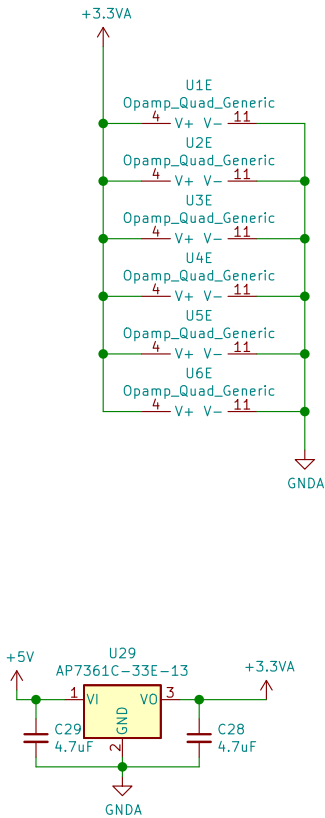 +3.3VA
U1E
Opamp_Quad_Generic
4 V+ V- 11
U2E
Opamp_Quad_Generic
4 V+ V- 11
U3E
Opamp_Quad_Generic
4 V+ V- 11
U4E
Opamp_Quad_Generic
4 V+ V- 11
U5E
Opamp_Quad_Generic
4 V+ V- 11
U6E
Opamp_Quad_Generic
4 V+ V- 11
GNDA
U29
+5V
AP7361C-33E-13
+3.3VA
1 VI VO 3
GND
2
C29
4.7uF
C28
4.7uF
GNDA